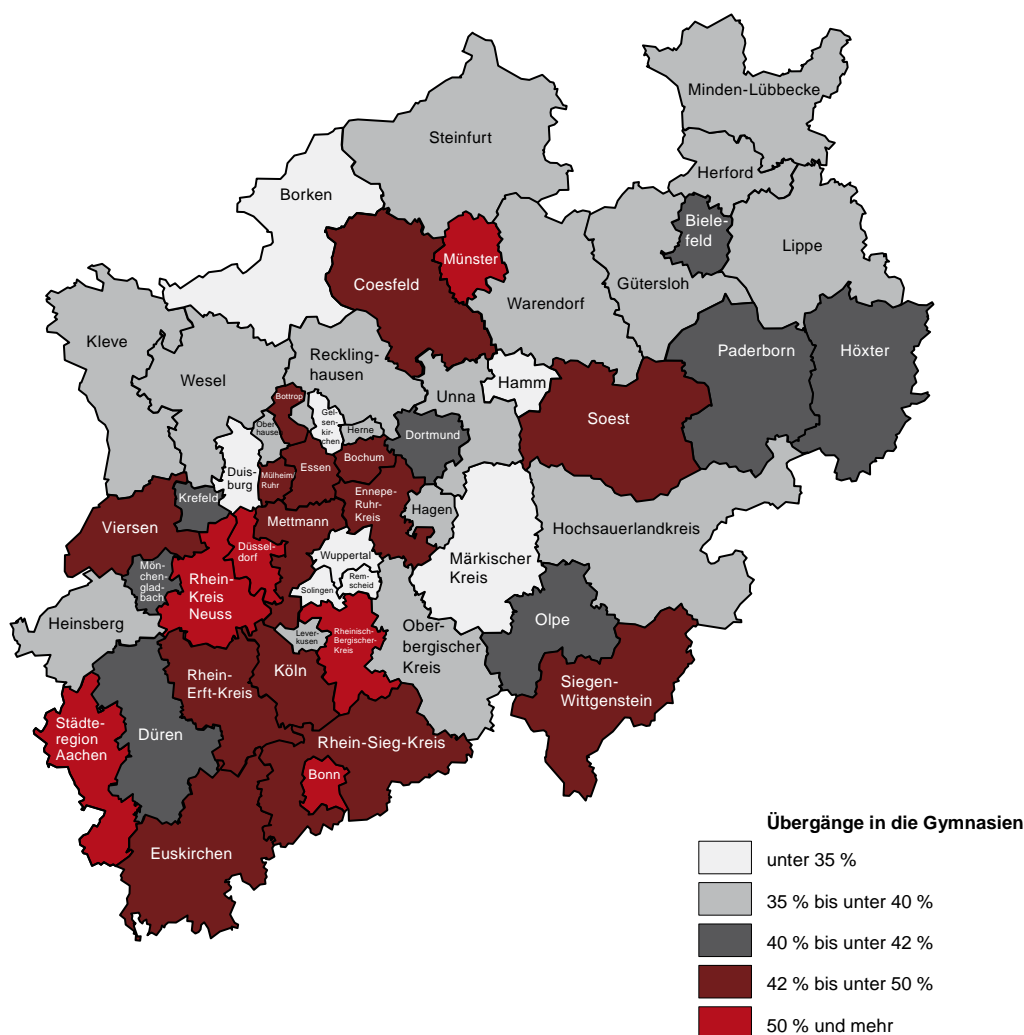 Minden-Lübbecke
Steinfurt
Herford
Borken
Biele-
feld
Lippe
Münster
Coesfeld
Gütersloh
Warendorf
Kleve
Reckling-
hausen
Paderborn
Höxter
Wesel
Hamm
Unna
Bottrop
Soest
Gel-
sen-
kirchen
Ober-
hausen
Herne
Dortmund
Bochum
Essen
Duis-
burg
Mülheim/
Ruhr
Krefeld
Ennepe-
Ruhr-
Kreis
Hagen
Viersen
Mettmann
Hochsauerlandkreis
Düssel-
dorf
Wuppertal
Märkischer
Kreis
Mön-
chen-
glad-
bach
Rhein-
Kreis
Neuss
Rem-
scheid
Solingen
Heinsberg
Ober-
bergischer
Kreis
Olpe
Lever-
kusen
Rheinisch-
Bergischer-
Kreis
Rhein-
Erft-Kreis
Köln
Siegen-
Wittgenstein
Städte-
region
Aachen
Düren
Rhein-Sieg-Kreis
Bonn
Euskirchen
Übergänge in die Gymnasien
unter 35 %
35 % bis unter 40 %
40 % bis unter 42 %
42 % bis unter 50 %
50 % und mehr